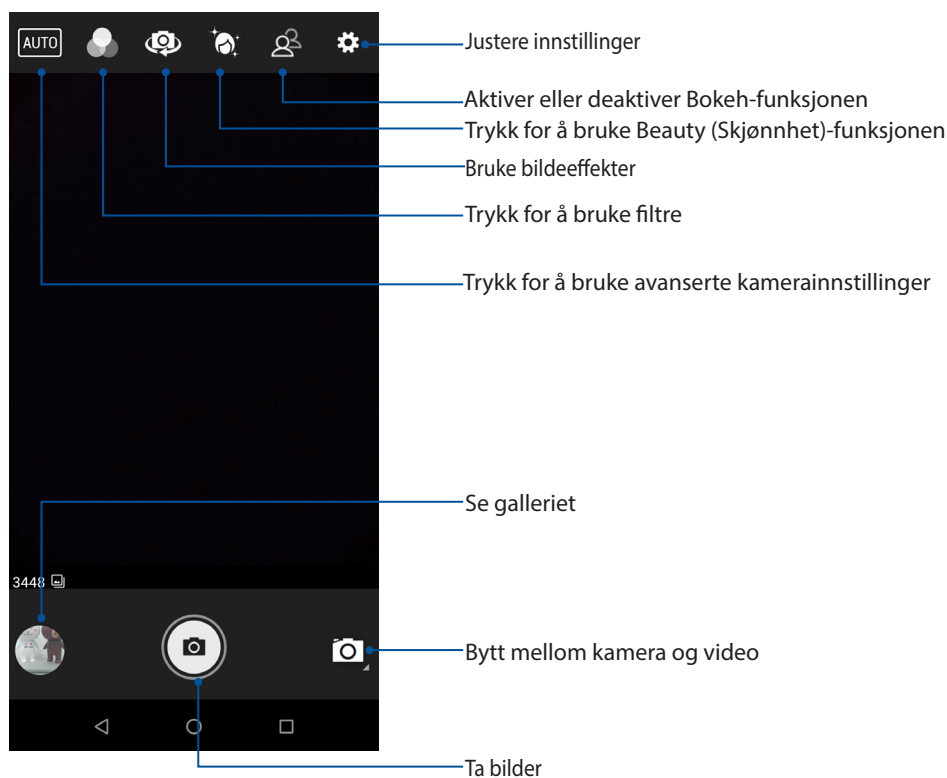 AUTO
Justere innstillinger
Aktiver eller deaktiver Bokeh-funksjonen
Trykk for å bruke Beauty (Skjønnhet)-funksjonen
Bruke bildeeffekter
Trykk for å bruke filtre
Trykk for å bruke avanserte kamerainnstillinger
Se galleriet
3448
Bytt mellom kamera og video
Ta bilder